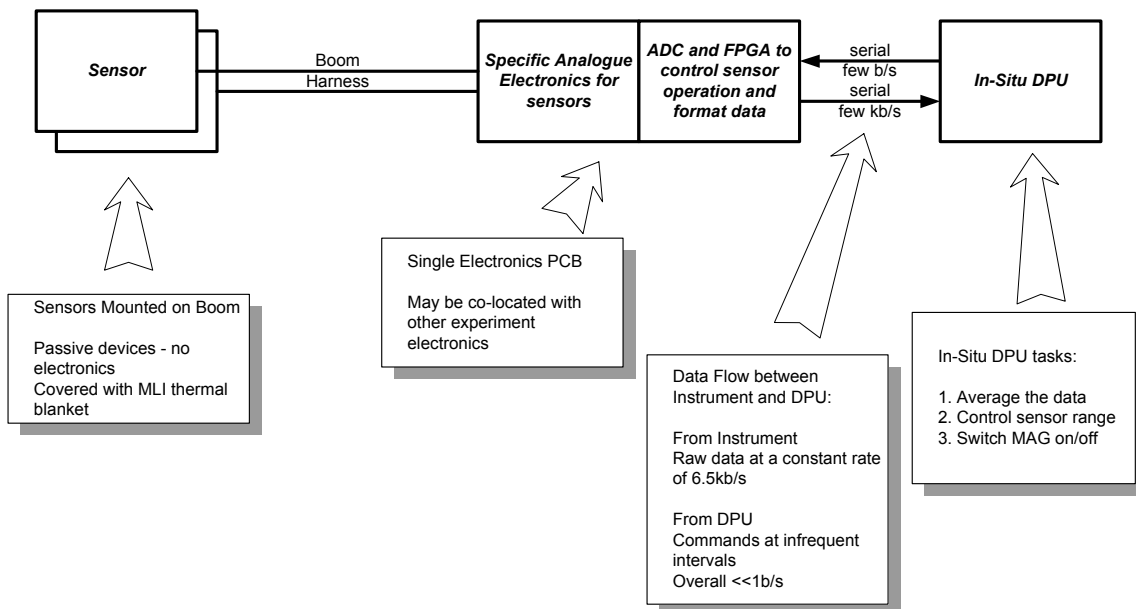 Sensor
Boom
Harness
Specific Analogue
Electronics for
sensors
ADC and FPGA to
control sensor
operation and
format data
serial
few b/s
serial
few kb/s
In-Situ DPU
Sensors Mounted on Boom
Passive devices - no
electronics
Covered with MLI thermal
blanket
Single Electronics PCB
May be co-located with
other experiment
electronics
Data Flow between
Instrument and DPU:
From Instrument
Raw data at a constant rate
of 6.5kb/s
From DPU
Commands at infrequent
intervals
Overall <<1b/s
In-Situ DPU tasks:
1. Average the data
2. Control sensor range
3. Switch MAG on/off